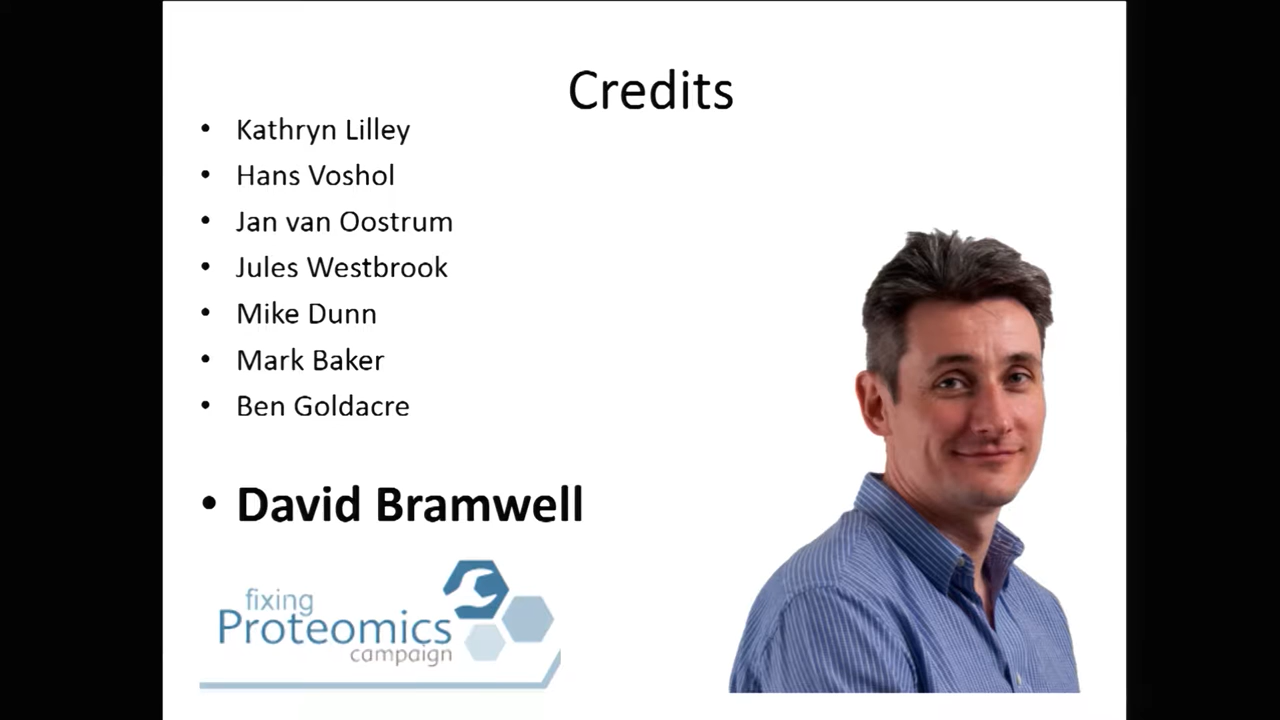 Credits
• Kathryn Lilley
• Hans Voshol
• Jan van Oostrum
• Jules Westbrook
• Mike Dunn
• Mark Baker
• Ben Goldacre
• David Bramwell
fixing
Proteomics
campaign